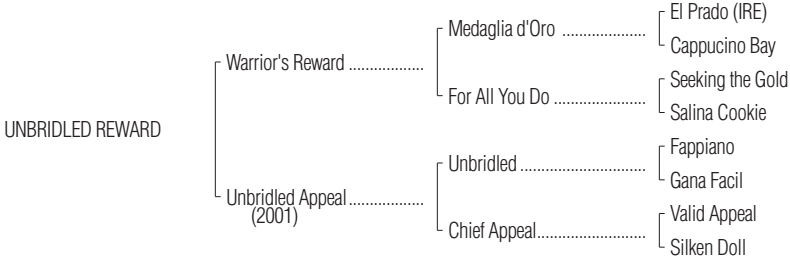 El Prado (IRE)
Medaglia d'Oro ....................
Cappucino Bay
Warrior's Reward ..................
Seeking the Gold
For All You Do ......................
Salina Cookie
UNBRIDLED REWARD
Fappiano
Unbridled ..............................
Gana Facil
Unbridled Appeal..................
(2001)
Valid Appeal
Chief Appeal..........................
Silken Doll